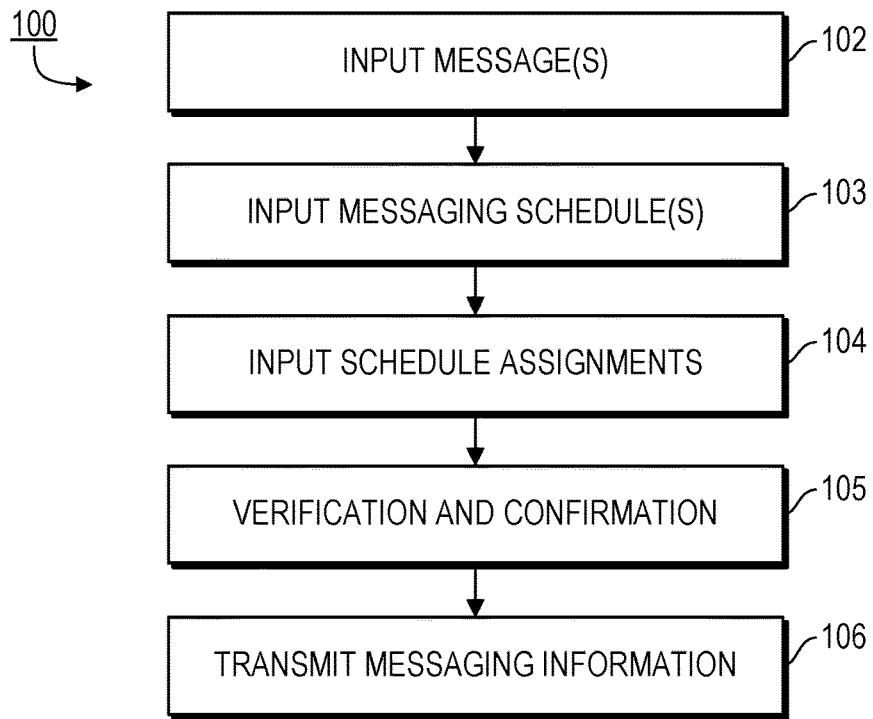 100
INPUT MESSAGE(S)
102
INPUT MESSAGING SCHEDULE(S)
103
INPUT SCHEDULE ASSIGNMENTS
104
VERIFICATION AND CONFIRMATION
105
TRANSMIT MESSAGING INFORMATION
106